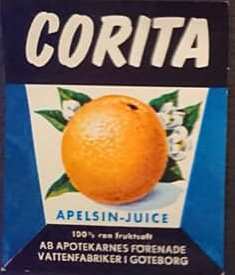 CORITA
APELSIN-JUICE
100% ren fruktsaft
AB APOTEKARNES FÖRENADE
VATTENFABRIKER I GÖTEBORG